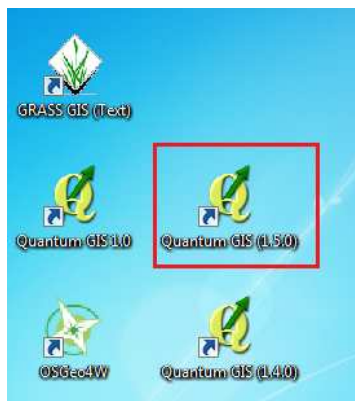 GRASS GIS (Text)
Quantum GIS 1.0
Quantum GIS (1.5.0)
OSGeo4W
Quantum GIS (1.4.0)